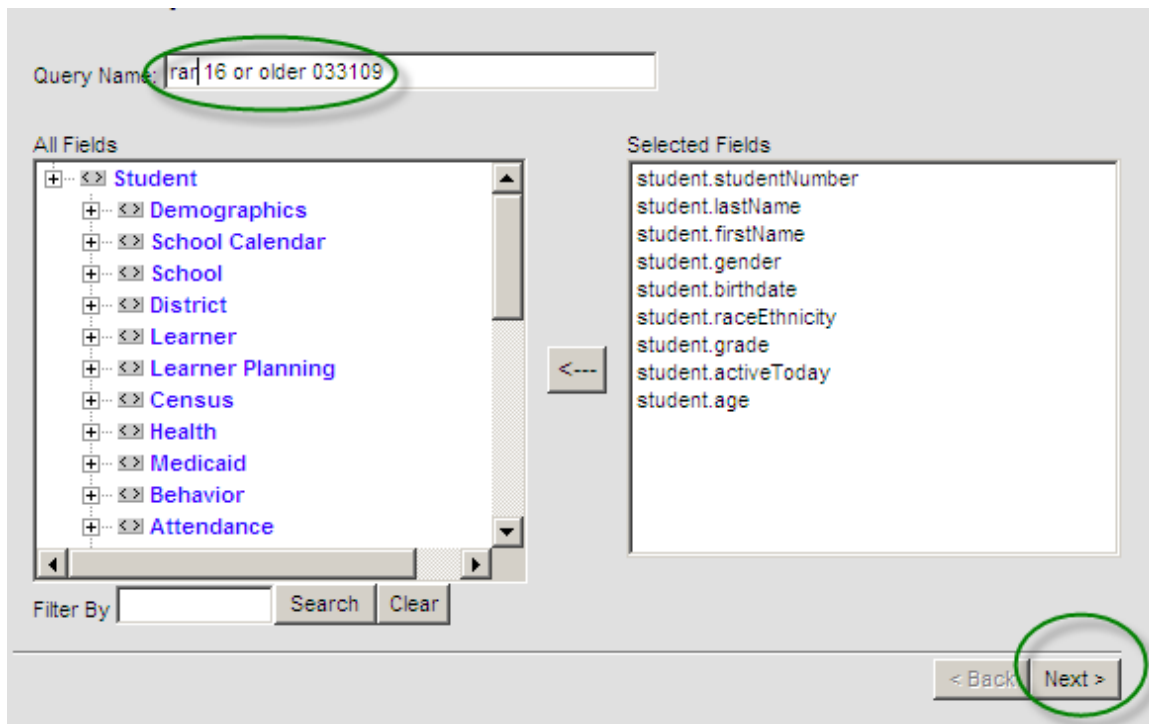 Query Name: rar 16 or older 033109
All Fields
Student
Demographics
School Calendar
School
District
Learner
Learner Planning
Census
Health
Medicaid
Behavior
Attendance
Selected Fields
student.studentNumber
student.lastName
student.firstName
student.gender
student.birthdate
student.raceEthnicity
student.grade
student.activeToday
student.age
<---
Filter By Search Clear
< Back Next >